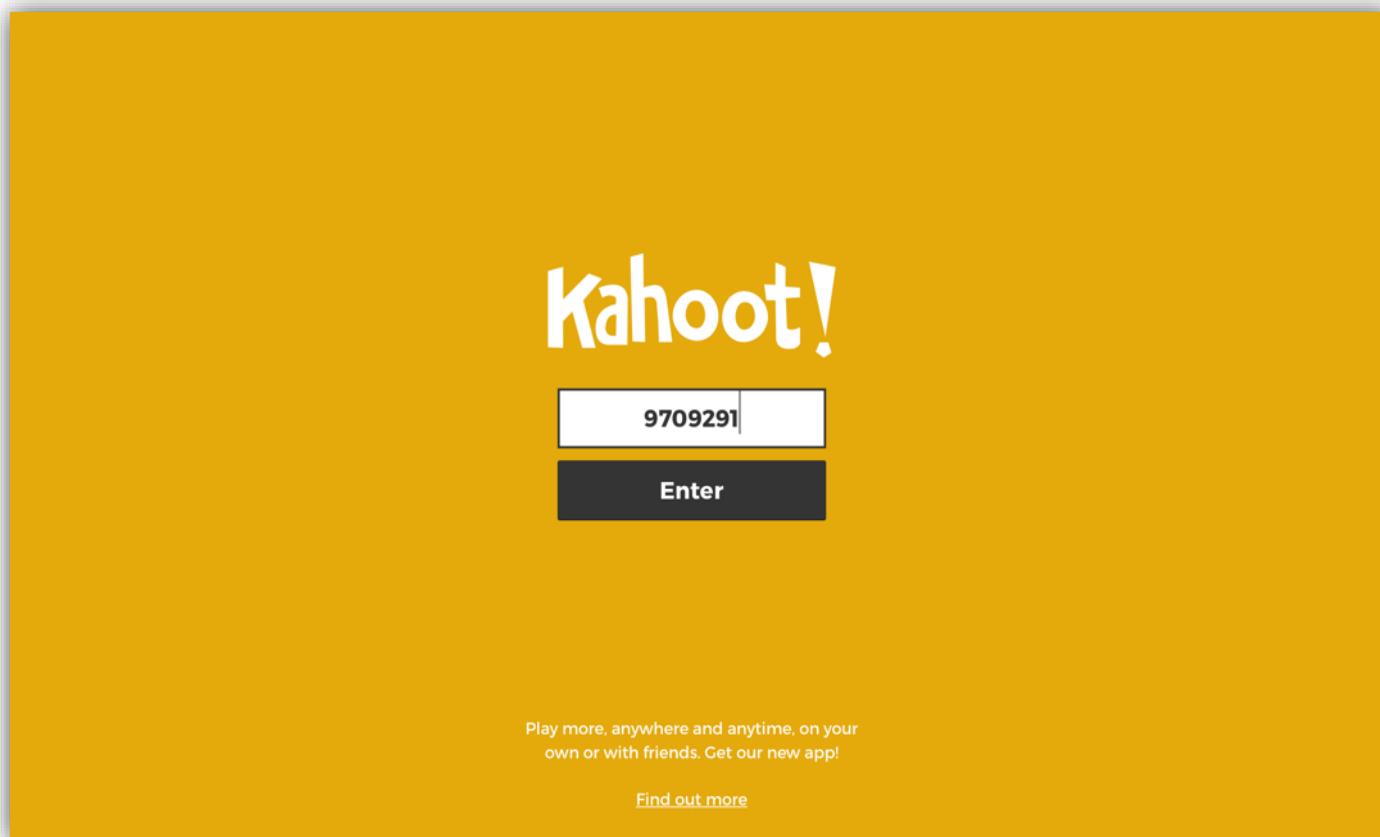 Kahoot!
9709291
Enter
Play more, anywhere and anytime, on your
own or with friends. Get our new app!
Find out more